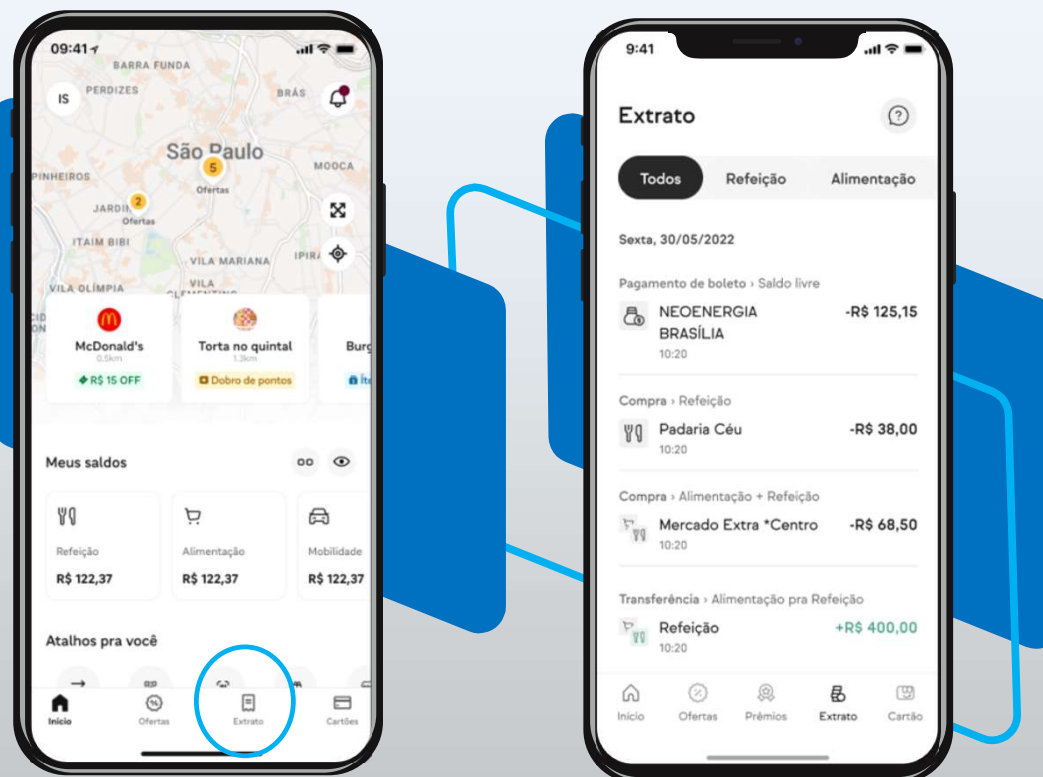 09:41
BARRA FUNDA
IS
PERDIZES
BRÁS
São Paulo
5
MOOCA
PINHEIROS
Ofertas
2
Ofertas
ITAIM BIBI
VILA MARIANA
VILA OLÍMPIA
VILA
McDonald's
0.5km
R$ 15 OFF
Torta no quintal
1.3km
Dobro de pontos
Meus saldos
Refeição
R$ 122,37
Alimentação
R$ 122,37
Mobilidade
R$ 122,37
Atalhos pra você
Início
Ofertas
Extrato
Cartões
9:41
Extrato
Todos
Refeição
Alimentação
Sexta, 30/05/2022
Pagamento de boleto › Saldo livre
NEOENERGIA
BRASÍLIA
-R$ 125,15
10:20
Compra › Refeição
Padaria Céu
-R$ 38,00
10:20
Compra › Alimentação + Refeição
Mercado Extra *Centro
-R$ 68,50
10:20
Transferência › Alimentação pra Refeição
Refeição
+R$ 400,00
10:20
Início
Ofertas
Prêmios
Extrato
Cartão